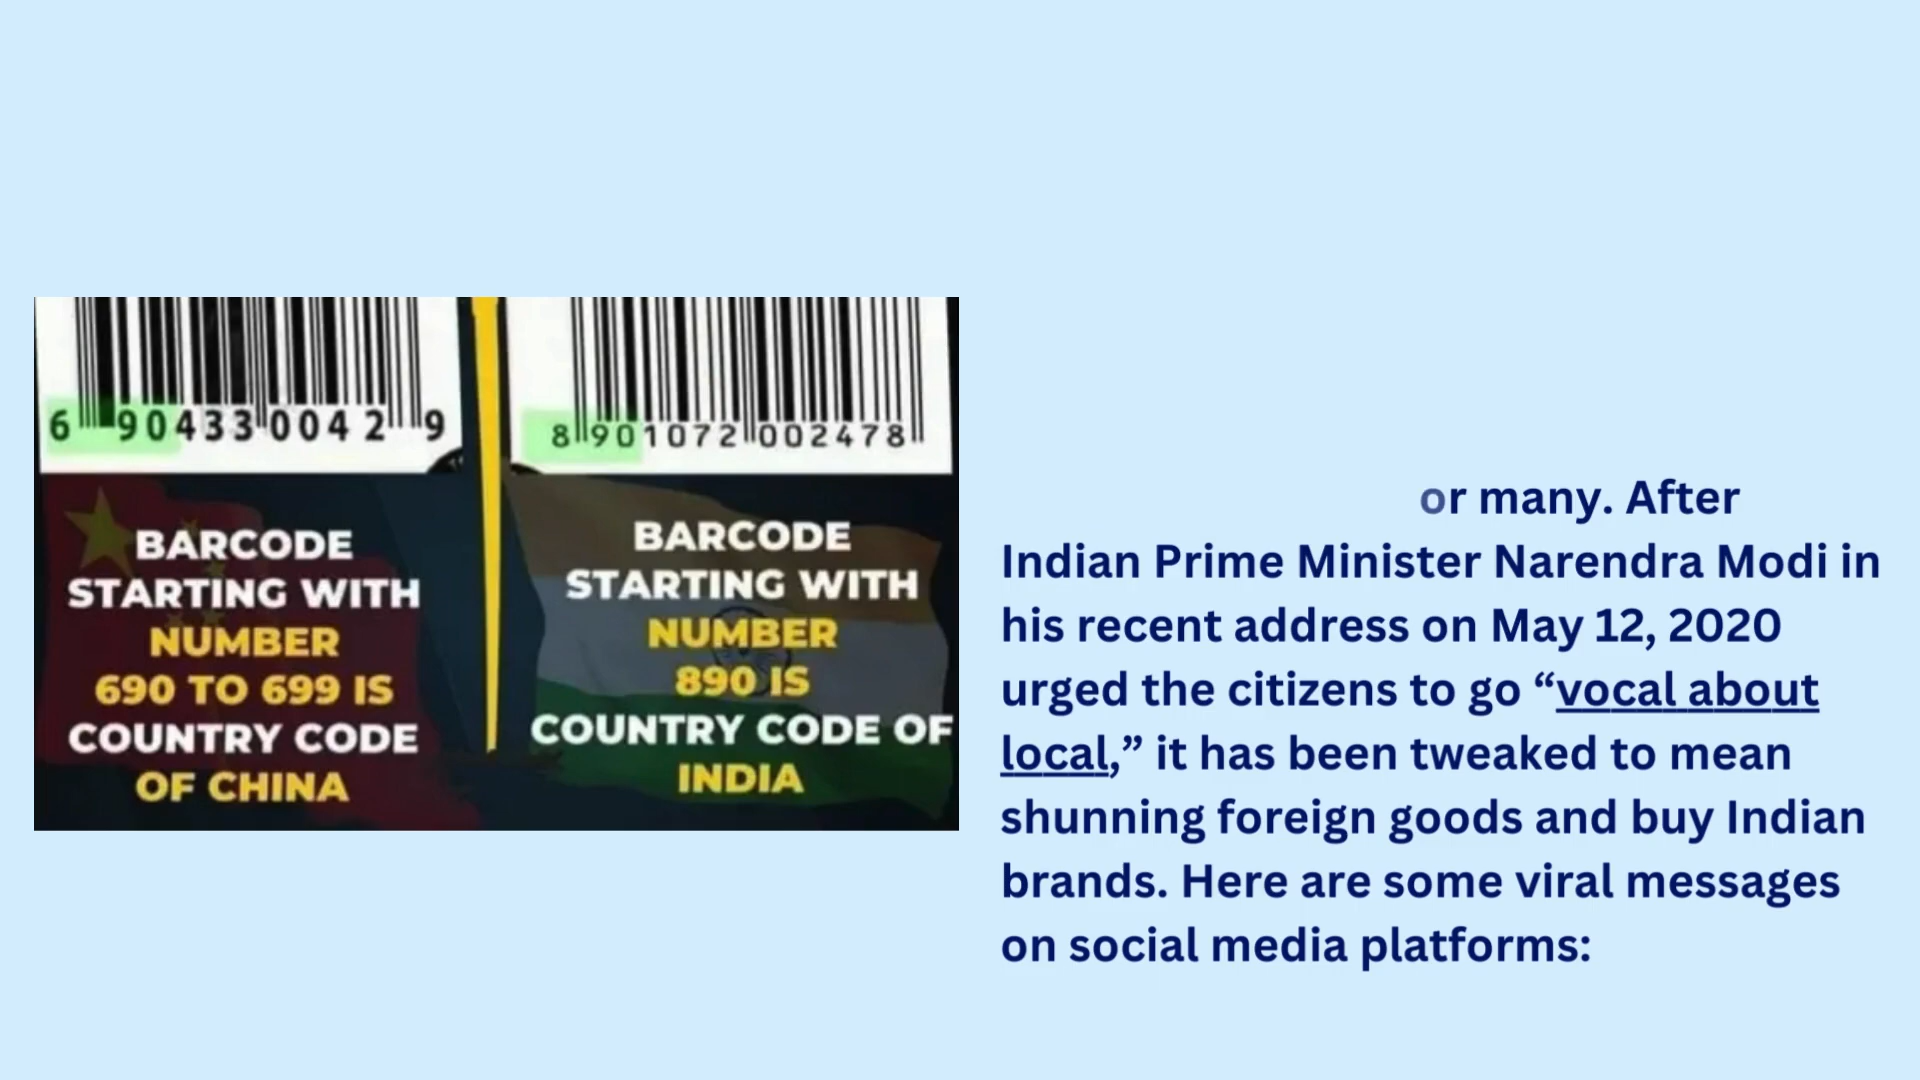 6 904330042 9
8 901072 002478
BARCODE
STARTING WITH
NUMBER
690 TO 699 IS
COUNTRY CODE
OF CHINA
BARCODE
STARTING WITH
NUMBER
890 IS
COUNTRY CODE OF
INDIA
or many. After
Indian Prime Minister Narendra Modi in
his recent address on May 12, 2020
urged the citizens to go “vocal about
local,” it has been tweaked to mean
shunning foreign goods and buy Indian
brands. Here are some viral messages
on social media platforms: